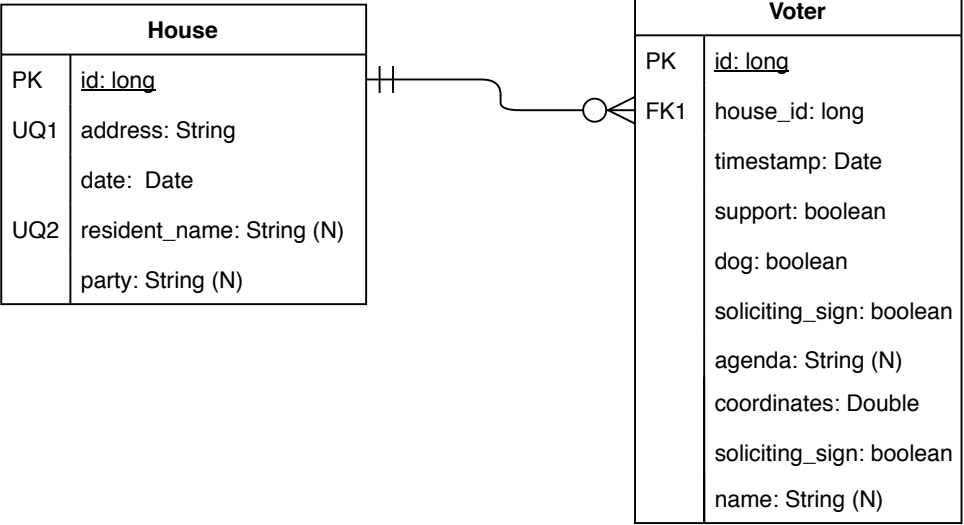 House
PK id: long
UQ1 address: String
date: Date
UQ2 resident_name: String (N)
party: String (N)
Voter
PK id: long
FK1 house_id: long
timestamp: Date
support: boolean
dog: boolean
soliciting_sign: boolean
agenda: String (N)
coordinates: Double
soliciting_sign: boolean
name: String (N)